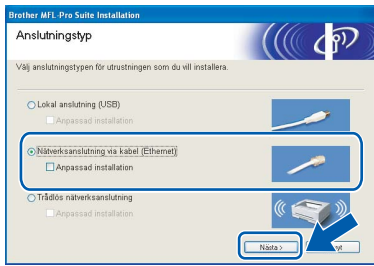 Brother MFL-Pro Suite Installation
Anslutningstyp
Välj anslutningstypen för utrustningen som du vill installera.
Lokal anslutning (USB)
Anpassad installation
Nätverksanslutning via kabel (Ethernet)
Anpassad installation
Trådlös nätverksanslutning
Anpassad installation
Nästa >